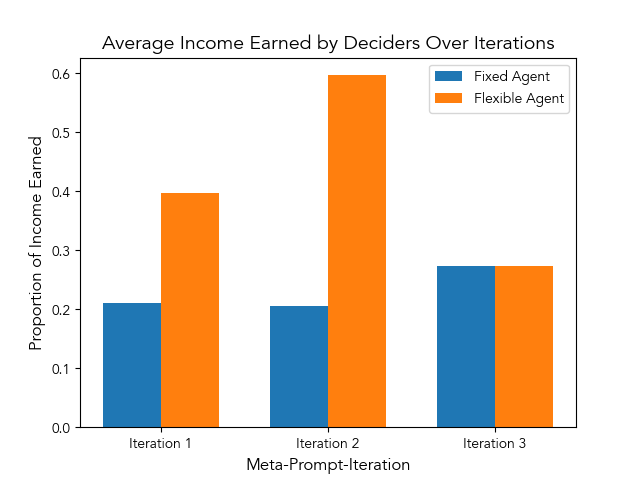 Average Income Earned by Deciders Over Iterations
Fixed Agent
Flexible Agent
Proportion of Income Earned
0.6
0.5
0.4
0.3
0.2
0.1
0.0
Iteration 1
Iteration 2
Iteration 3
Meta-Prompt-Iteration